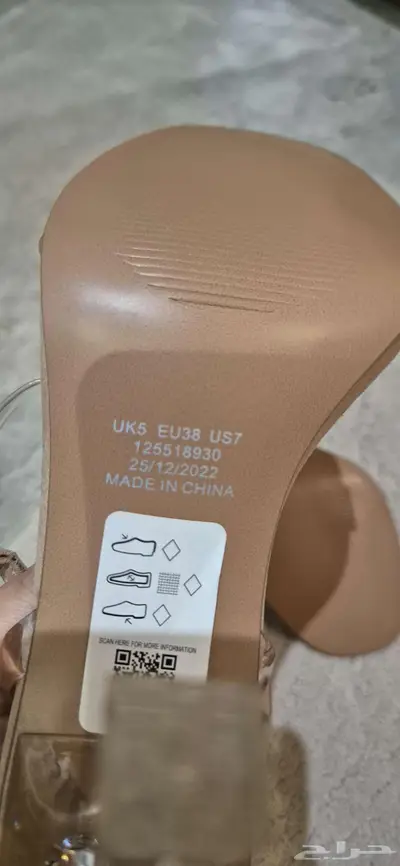 UK5 EU38 US7
125518930
25/12/2022
MADE IN CHINA
SCAN HERE FOR MORE INFORMATION
حراج